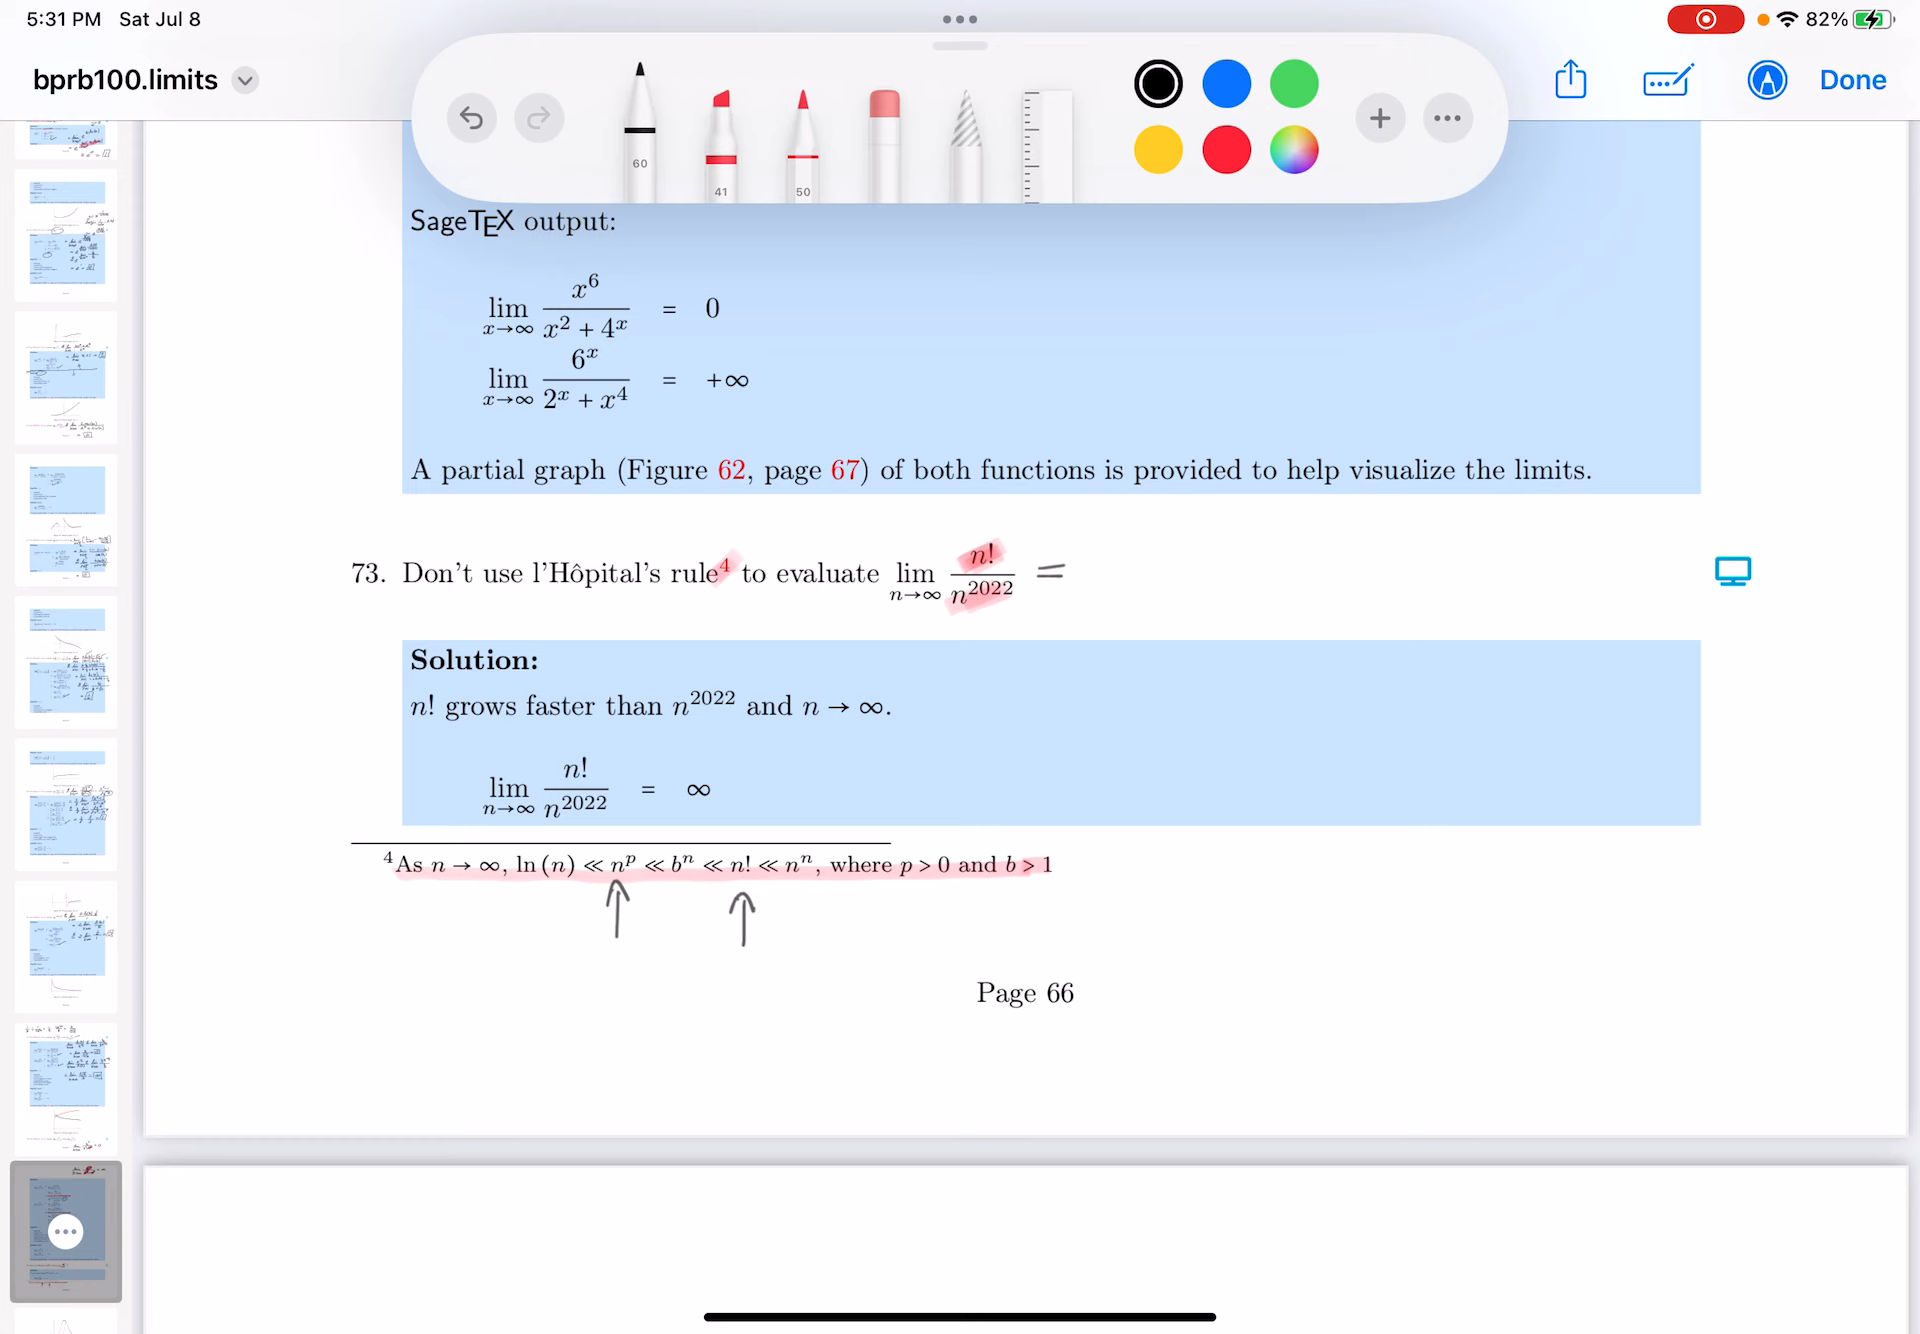 5:31 PM Sat Jul 8
82%
bprb100.limits
Done
60
41
50
SageTEX output:
lim x→∞ x^6 / (x^2 + 4^x) = 0
lim x→∞ 6^x / (2^x + x^4) = +∞
A partial graph (Figure 62, page 67) of both functions is provided to help visualize the limits.
73. Don't use l'Hôpital's rule^4 to evaluate lim n→∞ n! / n^2022 =
Solution:
n! grows faster than n^2022 and n → ∞.
lim n→∞ n! / n^2022 = ∞
^4 As n → ∞, ln (n) ≪ n^p ≪ b^n ≪ n! ≪ n^n, where p > 0 and b > 1
Page 66